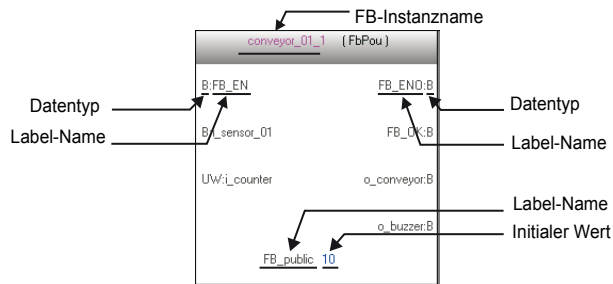 FB-Instanzname
conveyor_01_1 (FbPou)
B:FB_EN FB_ENO:B
Datentyp Datentyp
Label-Name B:i_sensor_01 FB_OK:B Label-Name
UW:i_counter o_conveyor:B
Label-Name
o_buzzer:B Initialer Wert
FB_public 10